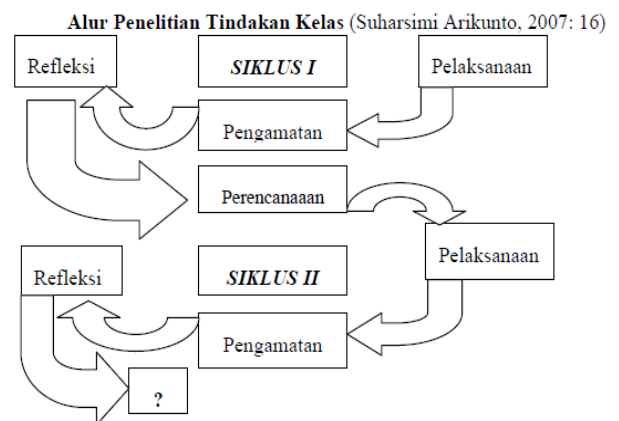 Alur Penelitian Tindakan Kelas (Suharsimi Arikunto, 2007: 16)
Refleksi
SIKLUS I
Pelaksanaan
Pengamatan
Perencanaaan
Pelaksanaan
Refleksi
SIKLUS II
Pengamatan
?